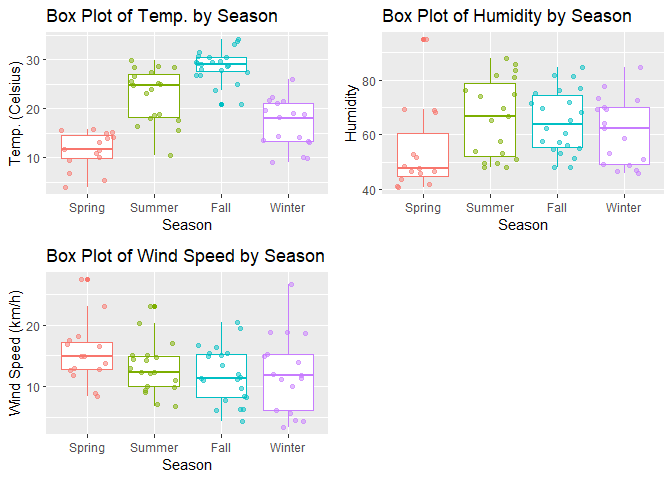 Box Plot of Temp. by Season
Temp. (Celsius)
30
20
10
Spring Summer Fall Winter
Season
Box Plot of Humidity by Season
Humidity
80
60
40
Spring Summer Fall Winter
Season
Box Plot of Wind Speed by Season
Wind Speed (km/h)
20
10
Spring Summer Fall Winter
Season